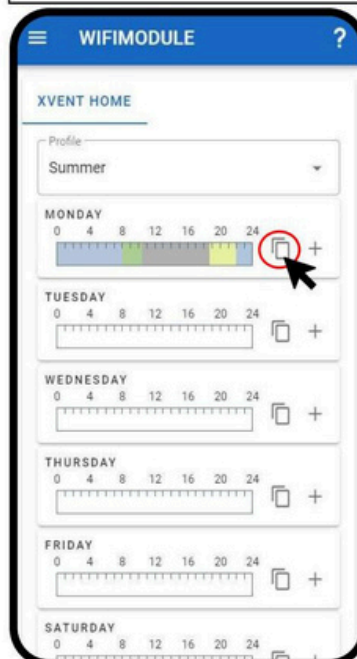 WIFIMODULE ?
XVENT HOME
Profile
Summer
MONDAY
0 4 8 12 16 20 24
TUESDAY
0 4 8 12 16 20 24
WEDNESDAY
0 4 8 12 16 20 24
THURSDAY
0 4 8 12 16 20 24
FRIDAY
0 4 8 12 16 20 24
SATURDAY
0 4 8 12 16 20 24